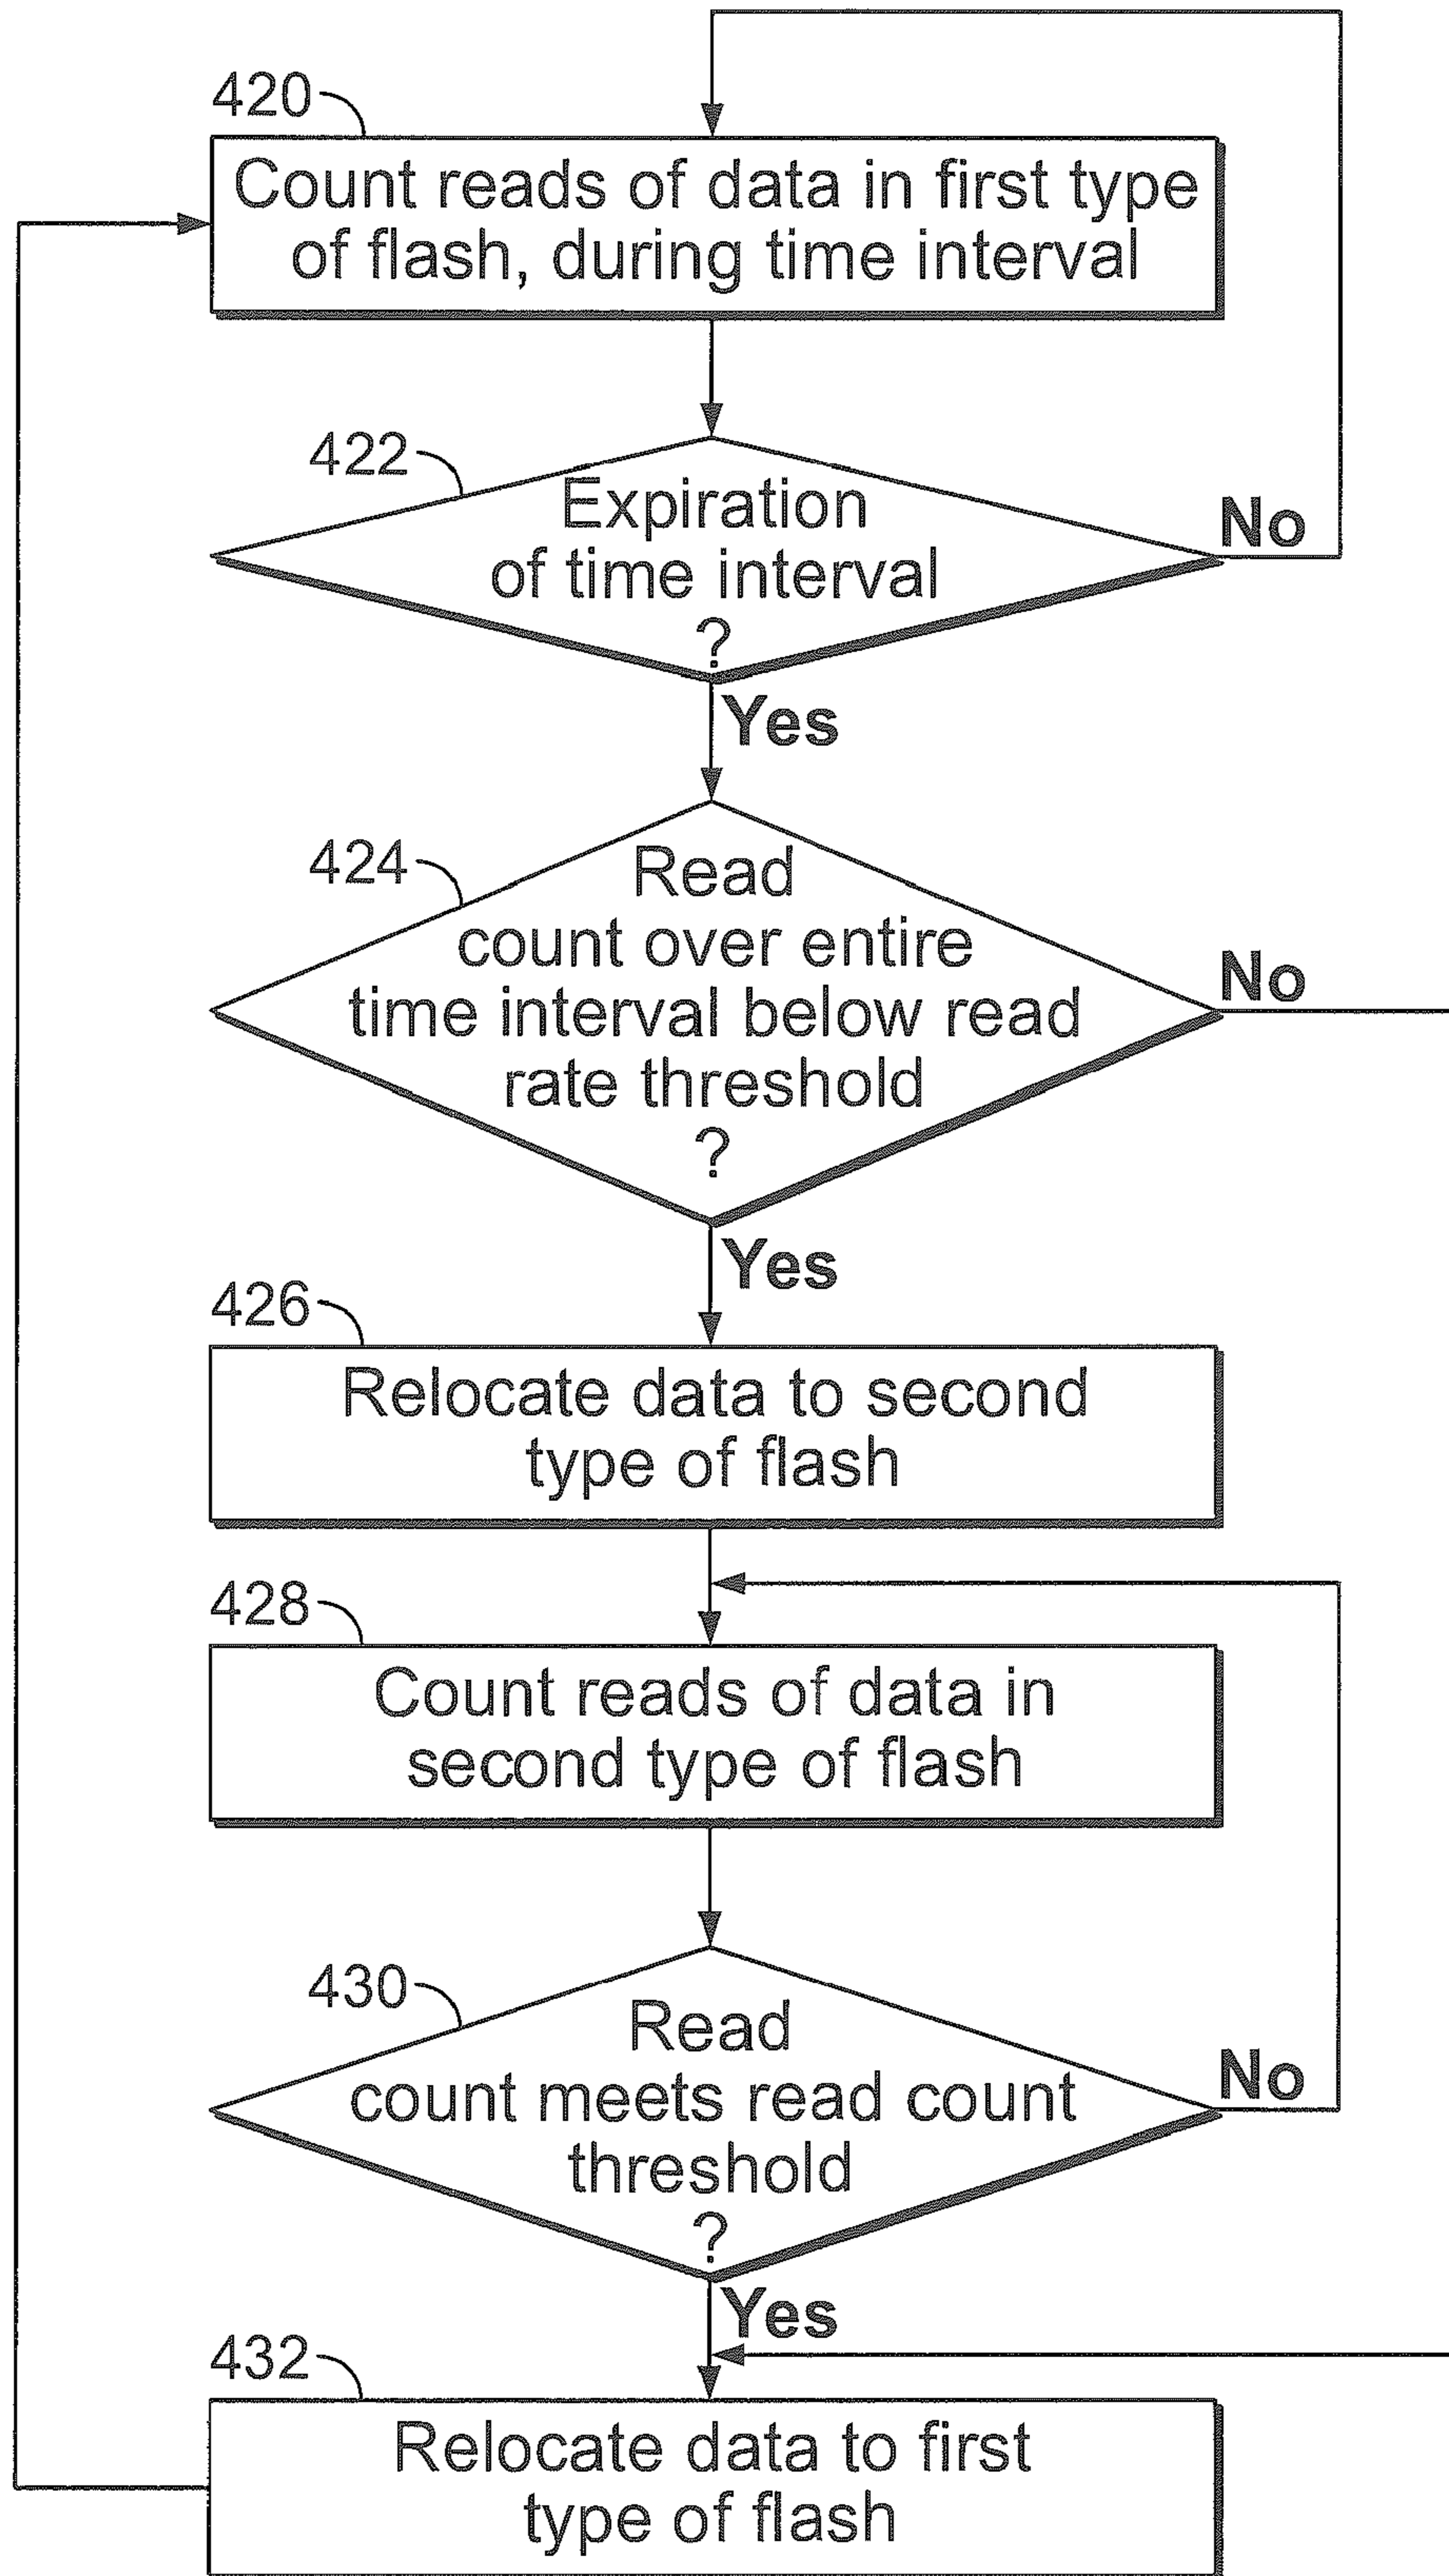 420
Count reads of data in first type
of flash, during time interval
422
Expiration
of time interval
?
No
Yes
424
Read
count over entire
time interval below read
rate threshold
?
No
Yes
426
Relocate data to second
type of flash
428
Count reads of data in
second type of flash
430
Read
count meets read count
threshold
?
No
Yes
432
Relocate data to first
type of flash